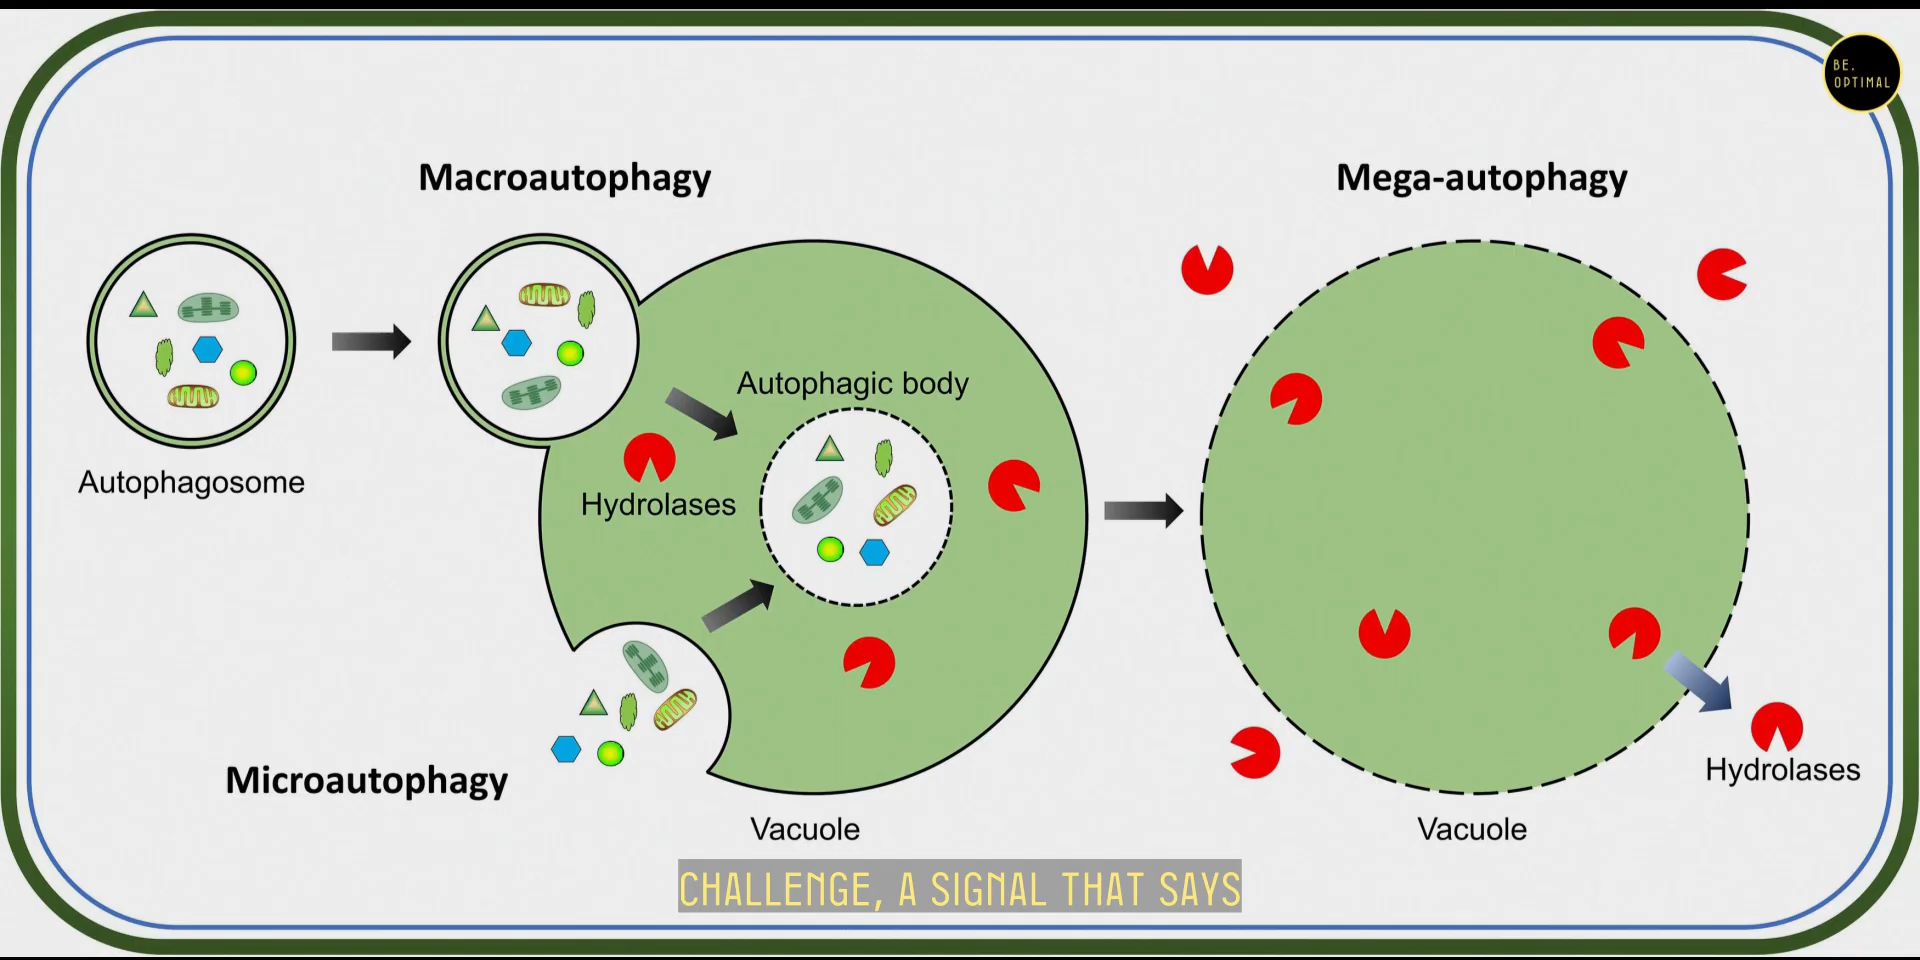 BE.
OPTIMAL
Macroautophagy
Mega-autophagy
Autophagic body
Autophagosome
Hydrolases
Microautophagy
Hydrolases
Vacuole
Vacuole
CHALLENGE, A SIGNAL THAT SAYS